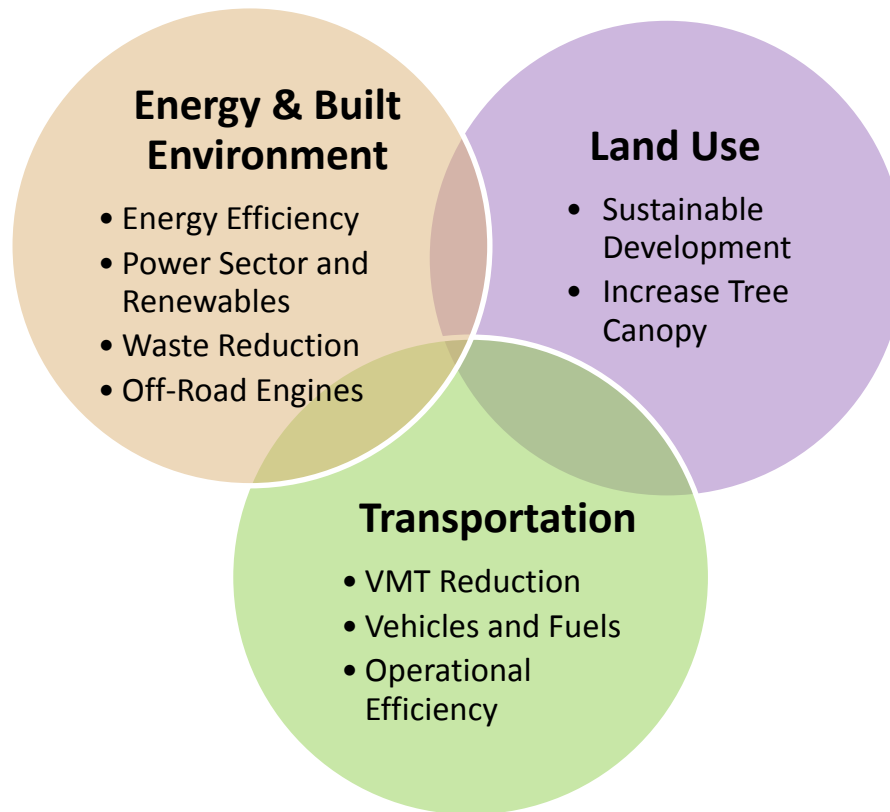 Energy & Built
Environment
• Energy Efficiency
• Power Sector and
Renewables
• Waste Reduction
• Off-Road Engines
Land Use
• Sustainable
Development
• Increase Tree
Canopy
Transportation
• VMT Reduction
• Vehicles and Fuels
• Operational
Efficiency